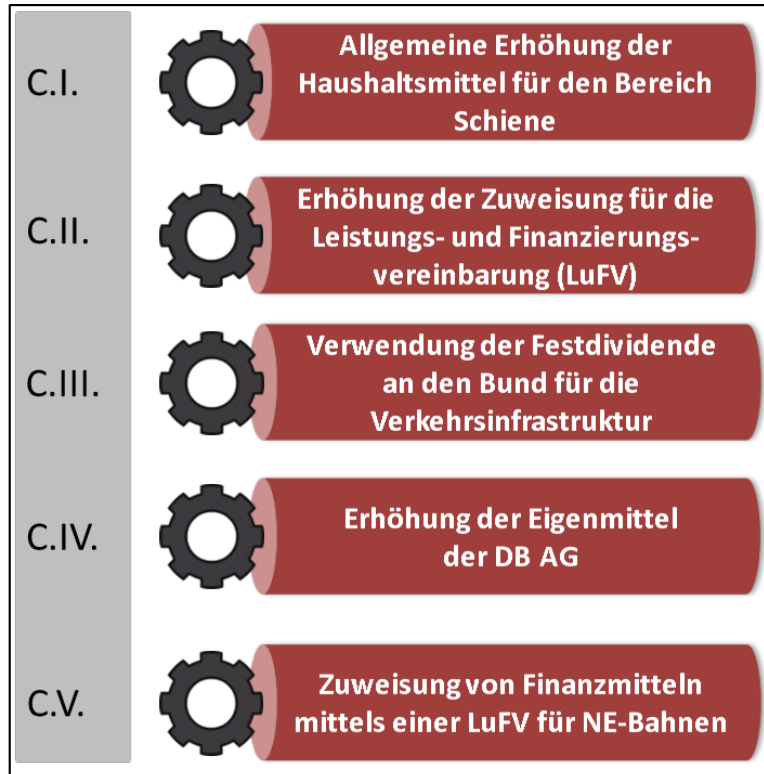 C.I.
Allgemeine Erhöhung der
Haushaltsmittel für den Bereich
Schiene
C.II.
Erhöhung der Zuweisung für die
Leistungs- und Finanzierungs-
vereinbarung (LuFV)
C.III.
Verwendung der Festdividende
an den Bund für die
Verkehrsinfrastruktur
C.IV.
Erhöhung der Eigenmittel
der DB AG
C.V.
Zuweisung von Finanzmitteln
mittels einer LuFV für NE-Bahnen